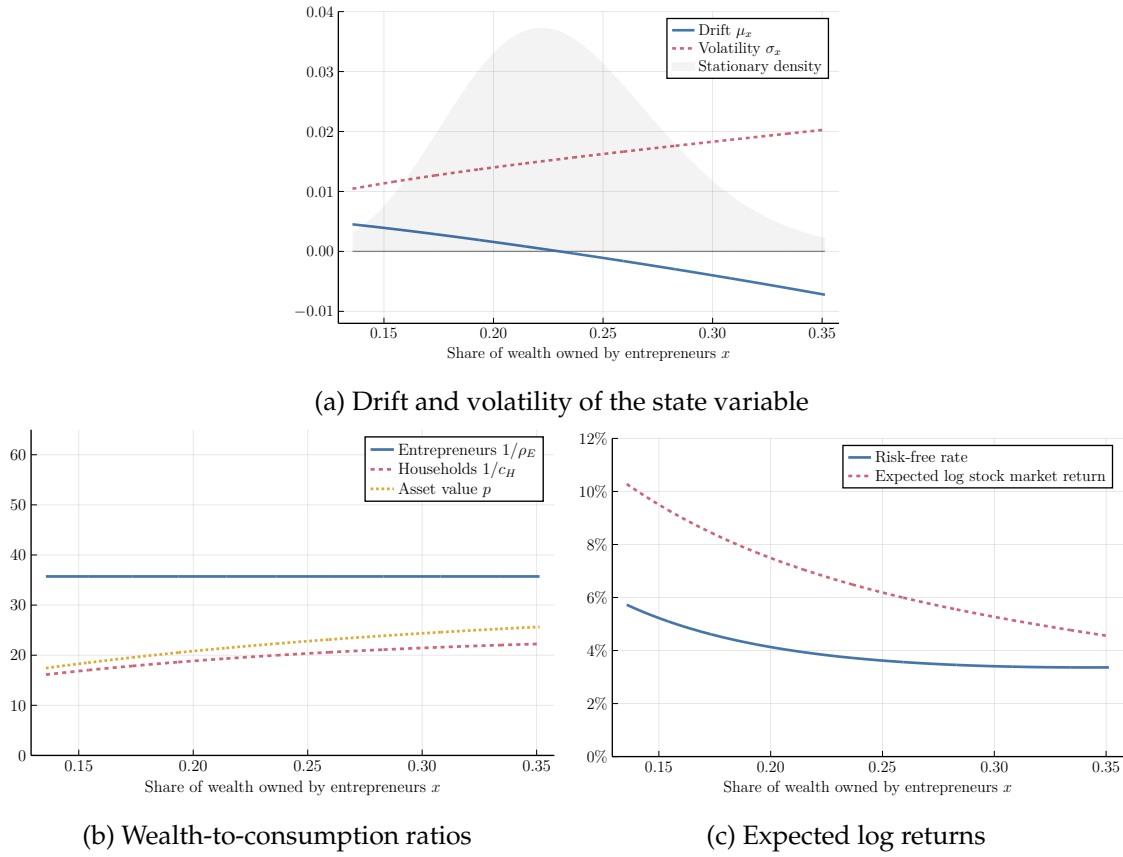 0.04
0.03
0.02
0.01
0.00
−0.01
Drift μx
Volatility σx
Stationary density
0.15 0.20 0.25 0.30 0.35
Share of wealth owned by entrepreneurs x
(a) Drift and volatility of the state variable
60
50
40
30
20
10
0
Entrepreneurs 1/ρE
Households 1/cH
Asset value p
0.15 0.20 0.25 0.30 0.35
Share of wealth owned by entrepreneurs x
(b) Wealth-to-consumption ratios
12%
10%
8%
6%
4%
2%
0%
Risk-free rate
Expected log stock market return
0.15 0.20 0.25 0.30 0.35
Share of wealth owned by entrepreneurs x
(c) Expected log returns